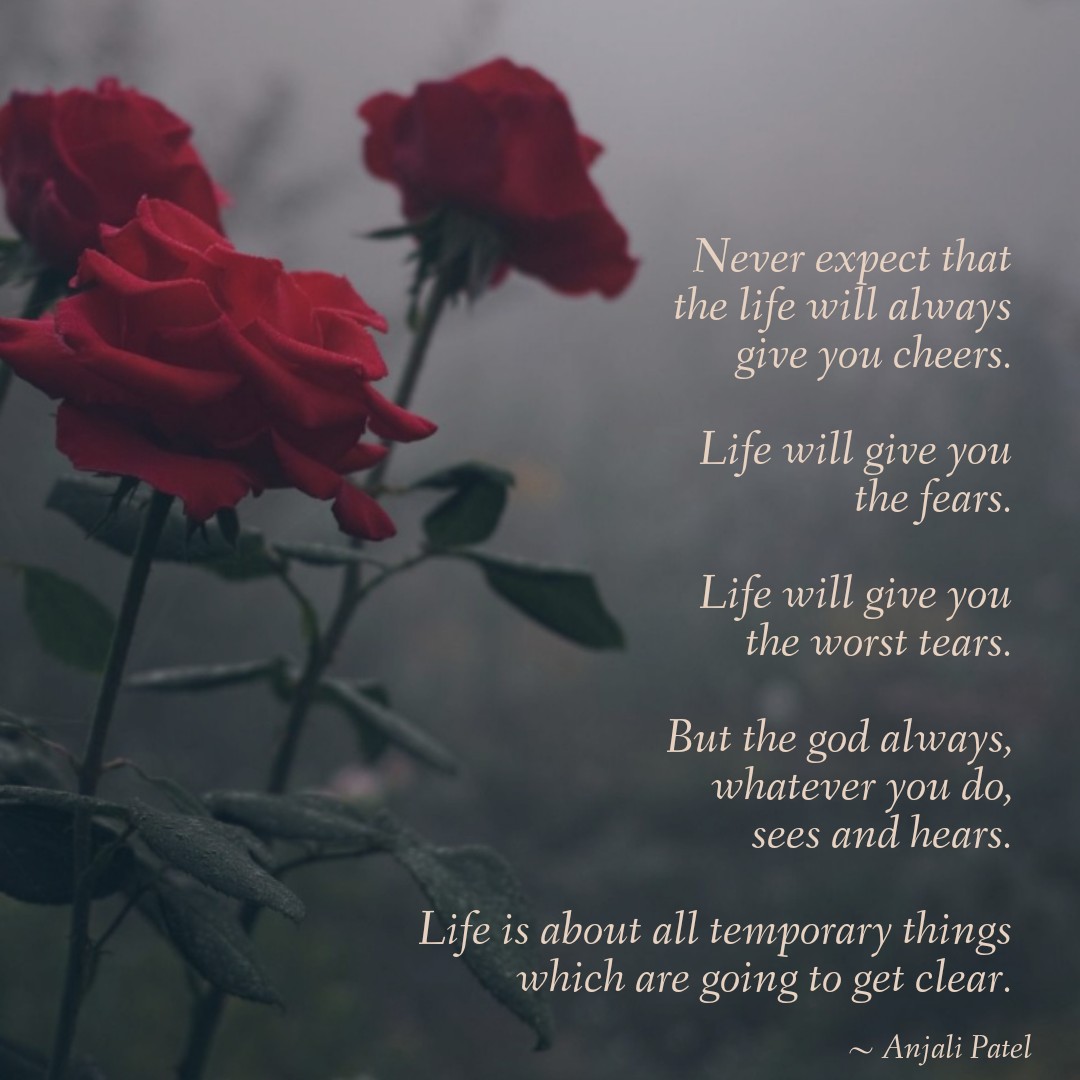 Never expect that
the life will always
give you cheers.
Life will give you
the fears.
Life will give you
the worst tears.
But the god always,
whatever you do,
sees and hears.
Life is about all temporary things
which are going to get clear.
~ Anjali Patel